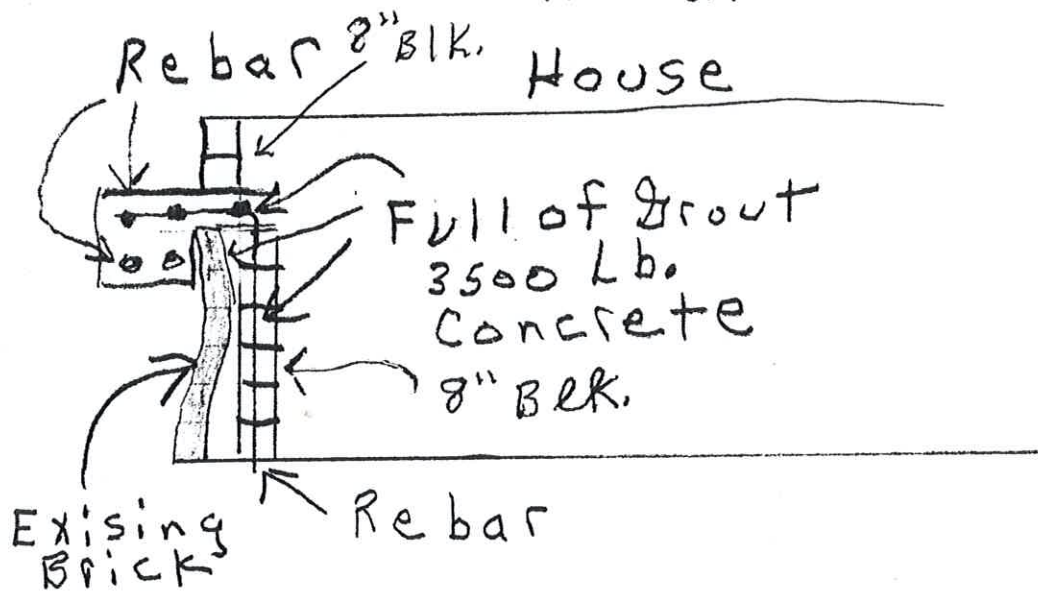 Rebar
8" Blk.
House
Full of Grout
3500 Lb.
Concrete
8" Blk.
Exising
Brick
Rebar